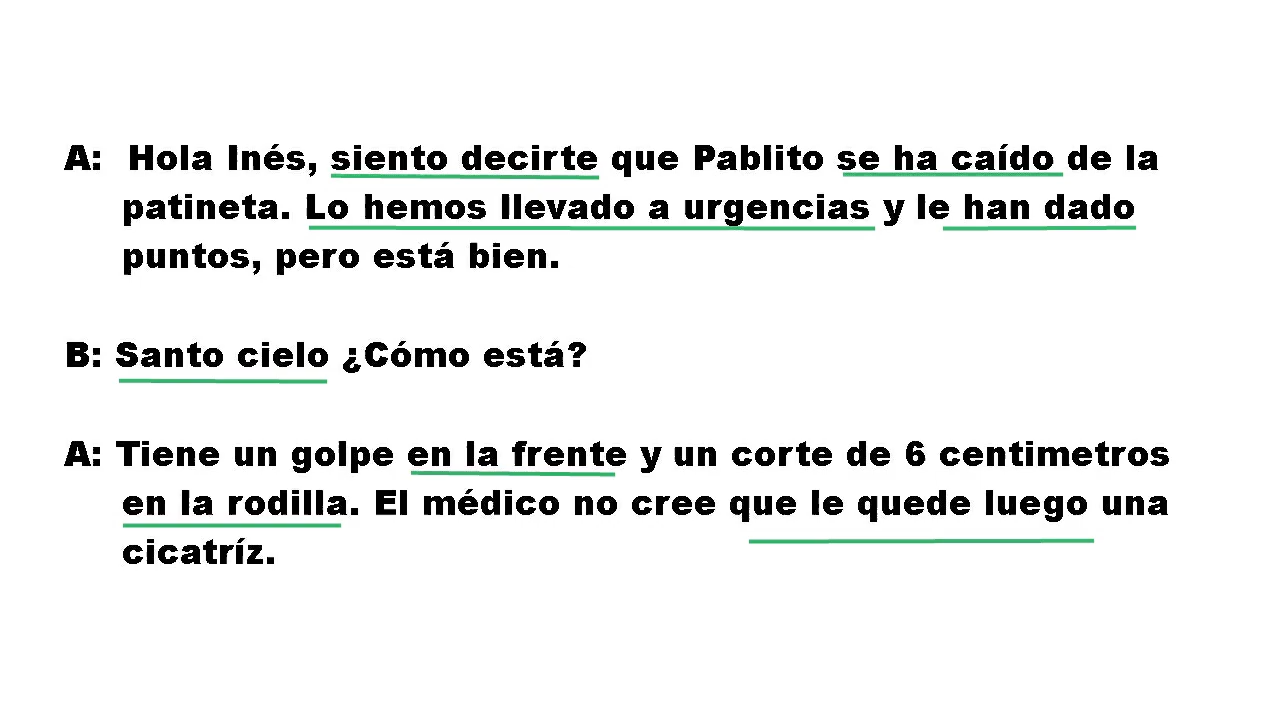 A: Hola Inés, siento decirte que Pablito se ha caído de la
patineta. Lo hemos llevado a urgencias y le han dado
puntos, pero está bien.
B: Santo cielo ¿Cómo está?
A: Tiene un golpe en la frente y un corte de 6 centimetros
en la rodilla. El médico no cree que le quede luego una
cicatríz.